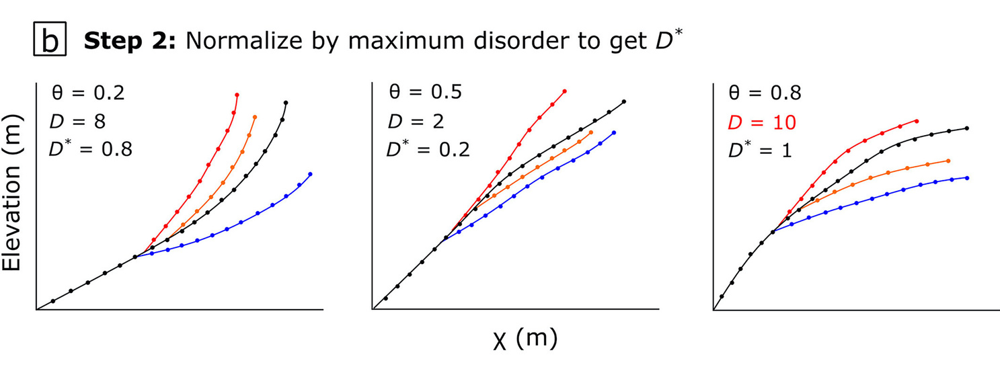 b Step 2: Normalize by maximum disorder to get D*
θ = 0.2
D = 8
D* = 0.8
θ = 0.5
D = 2
D* = 0.2
θ = 0.8
D = 10
D* = 1
Elevation (m)
χ (m)